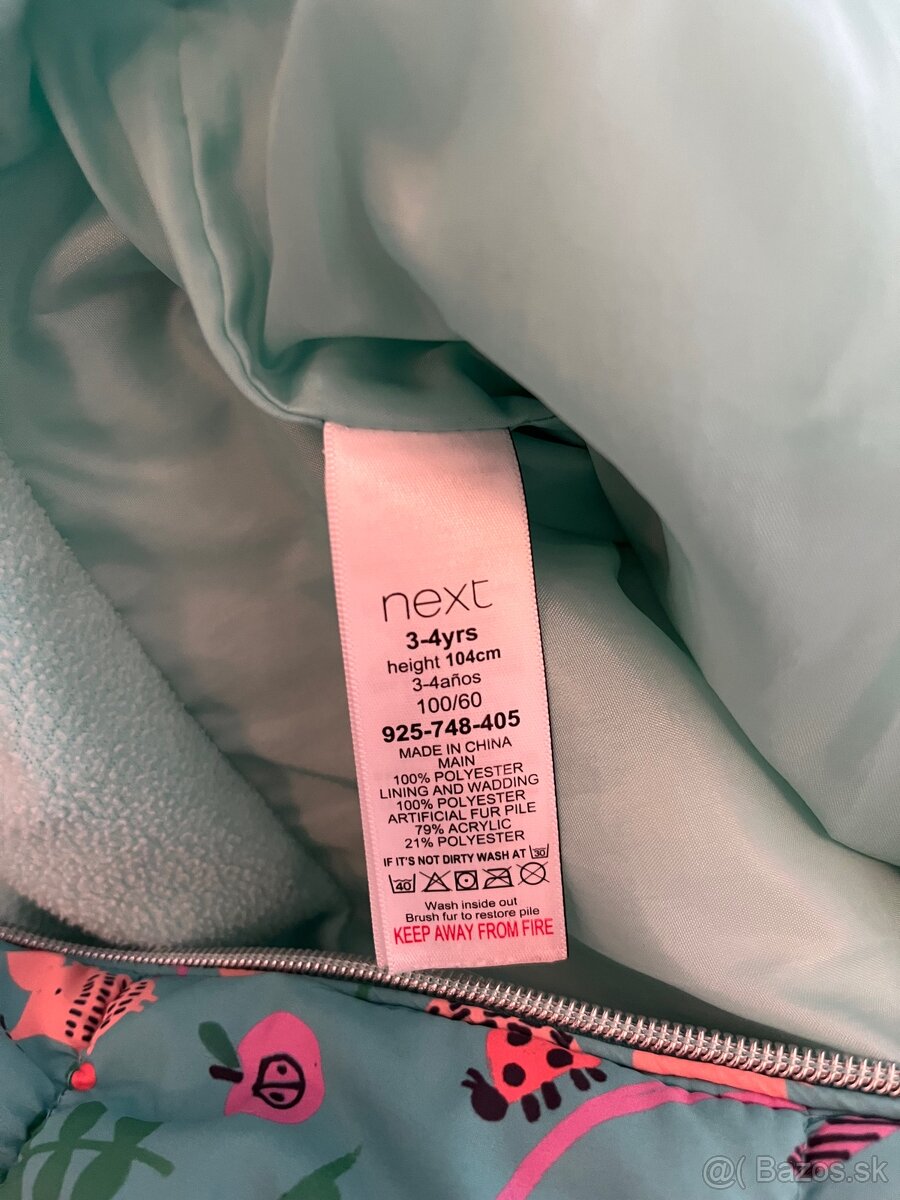 next
3-4yrs
height 104cm
3-4años
100/60
925-748-405
MADE IN CHINA
MAIN
100% POLYESTER
LINING AND WADDING
100% POLYESTER
ARTIFICIAL FUR PILE
79% ACRYLIC
21% POLYESTER
IF IT'S NOT DIRTY WASH AT 30
40
Wash inside out
Brush fur to restore pile
KEEP AWAY FROM FIRE
@( Bazos.sk